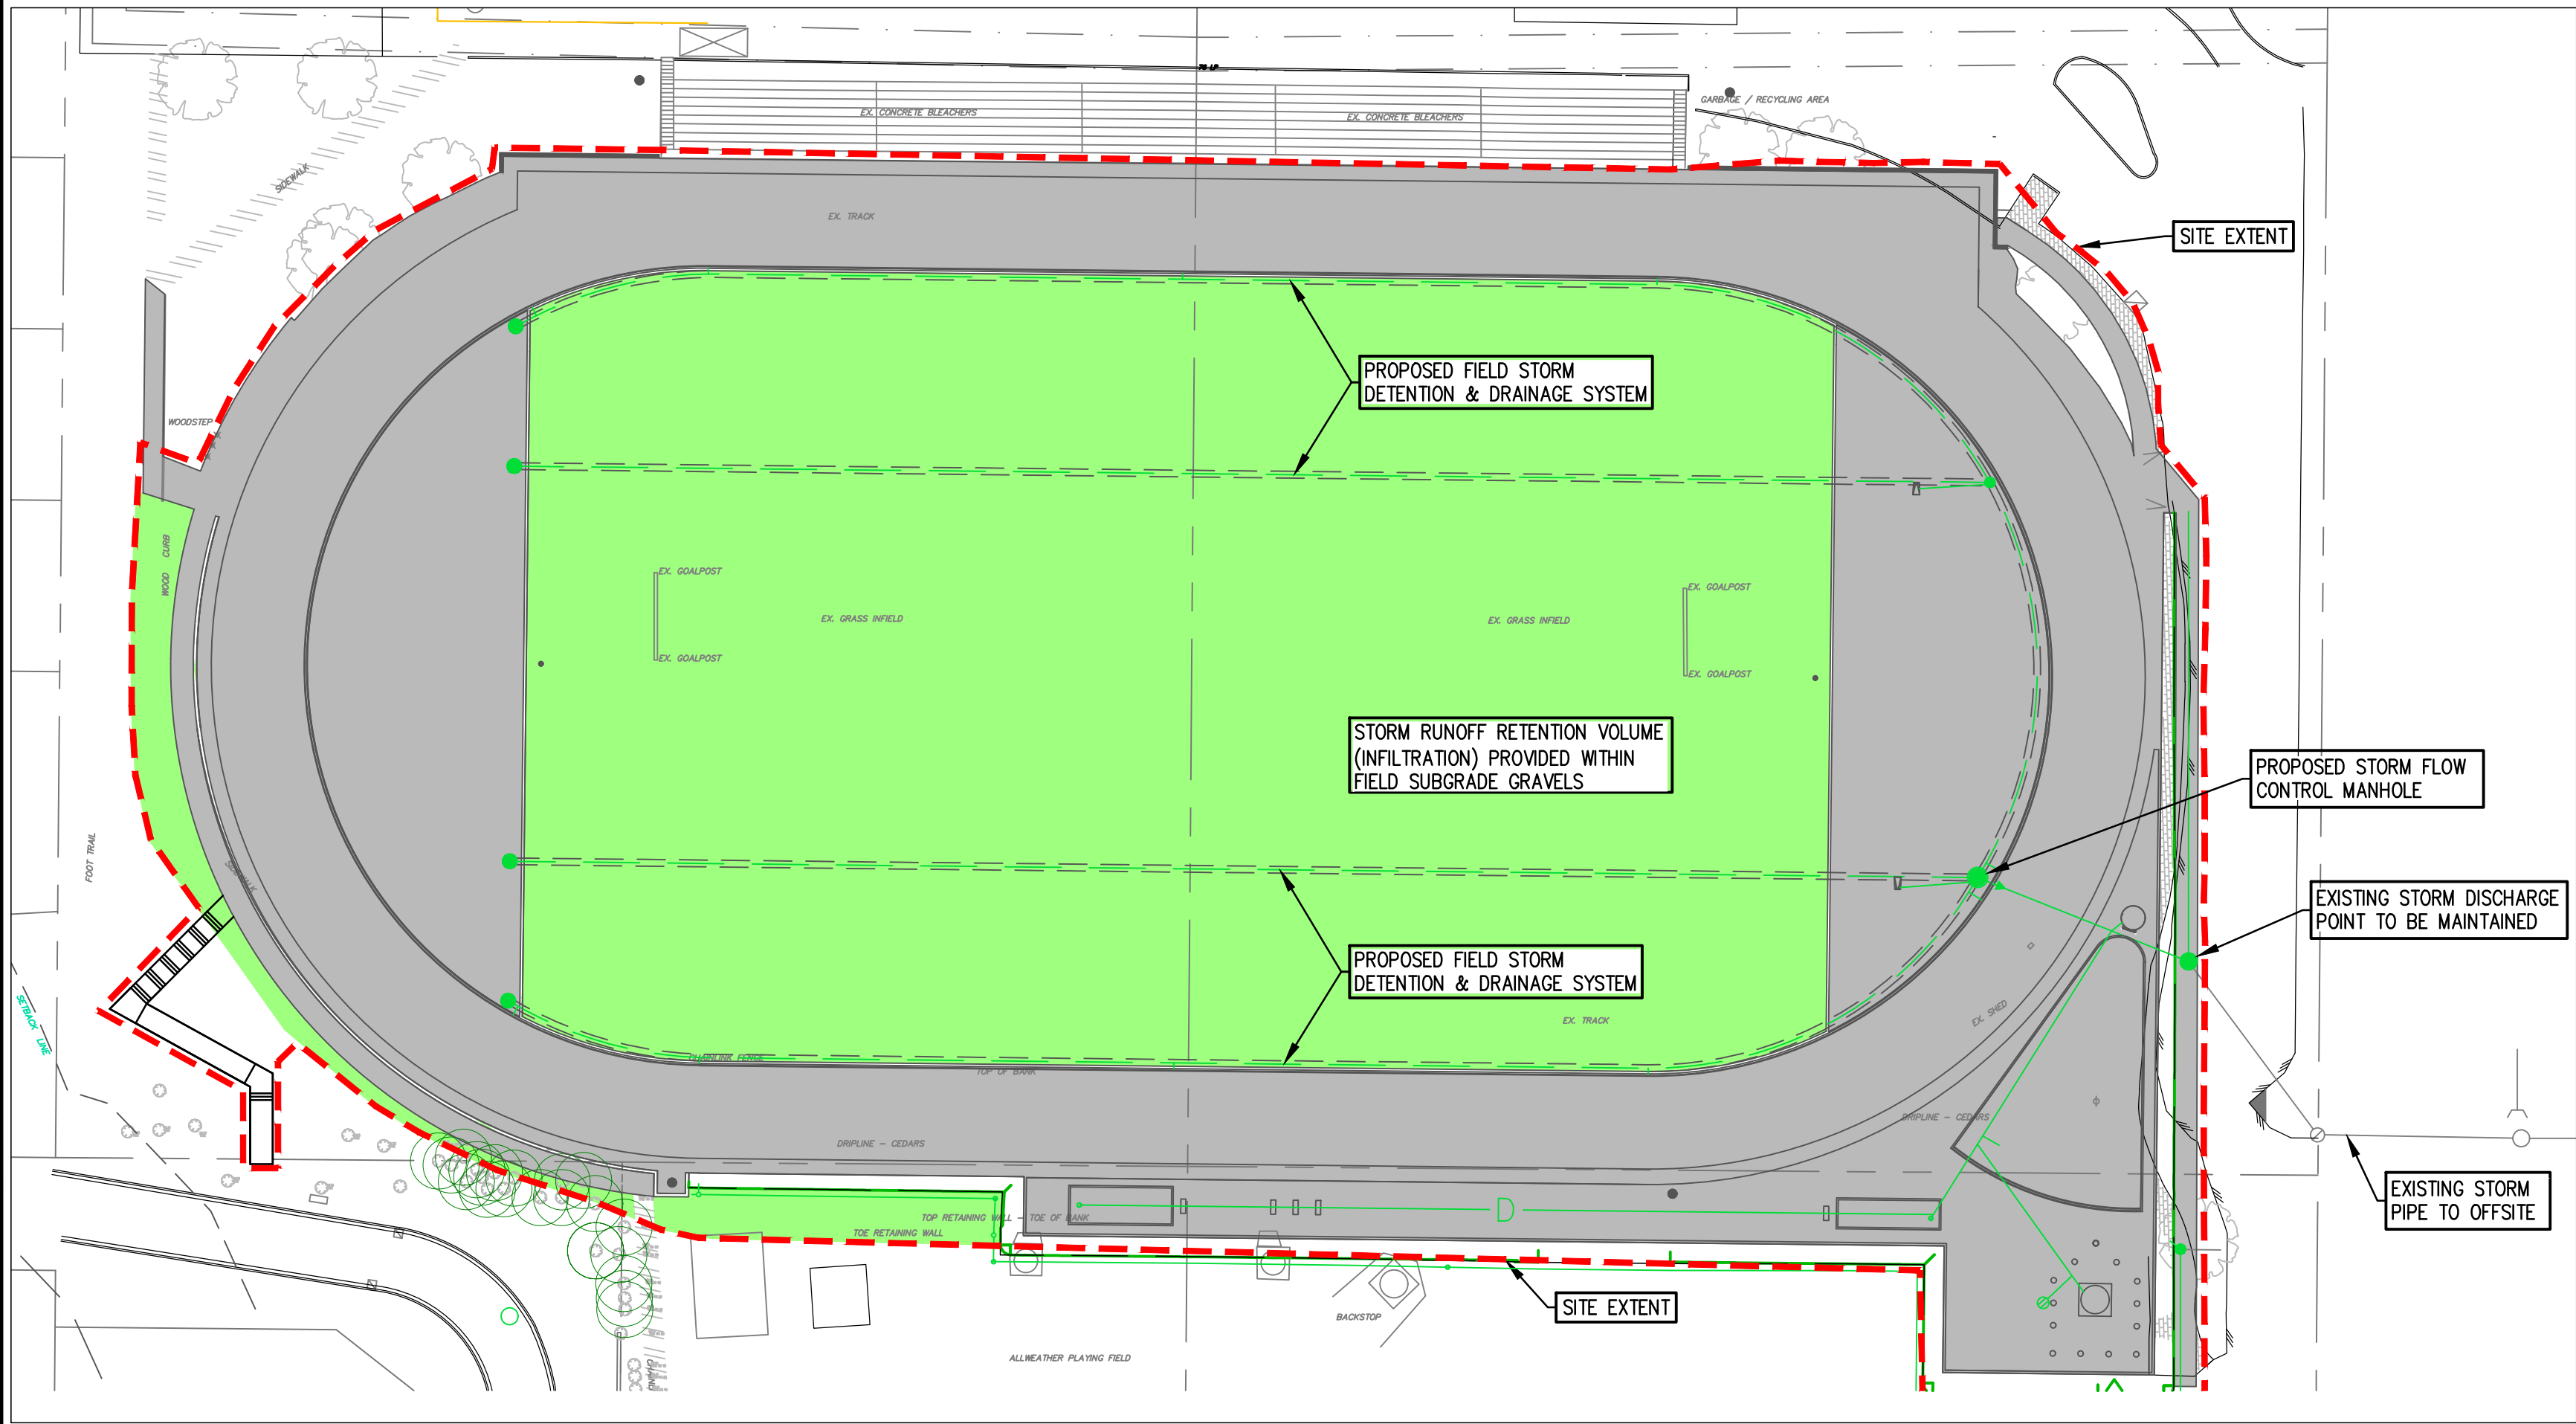 76 LF
EX. CONCRETE BLEACHERS
EX. CONCRETE BLEACHERS
GARBAGE / RECYCLING AREA
SIDEWALK
EX. TRACK
SITE EXTENT
PROPOSED FIELD STORM
DETENTION & DRAINAGE SYSTEM
WOODSTEP
WOOD CURB
EX. GOALPOST
EX. GOALPOST
EX. GRASS INFIELD
EX. GRASS INFIELD
EX. GOALPOST
EX. GOALPOST
STORM RUNOFF RETENTION VOLUME
(INFILTRATION) PROVIDED WITHIN
FIELD SUBGRADE GRAVELS
PROPOSED STORM FLOW
CONTROL MANHOLE
FOOT TRAIL
SIDEWALK
EXISTING STORM DISCHARGE
POINT TO BE MAINTAINED
PROPOSED FIELD STORM
DETENTION & DRAINAGE SYSTEM
SETBACK LINE
EX. TRACK
EX. SHED
CHAINLINK FENCE
TOP OF BANK
DRIPLINE - CEDARS
DRIPLINE - CEDARS
EXISTING STORM
PIPE TO OFFSITE
D
TOP RETAINING WALL - TOE OF BANK
TOE RETAINING WALL
SITE EXTENT
BACKSTOP
ALLWEATHER PLAYING FIELD